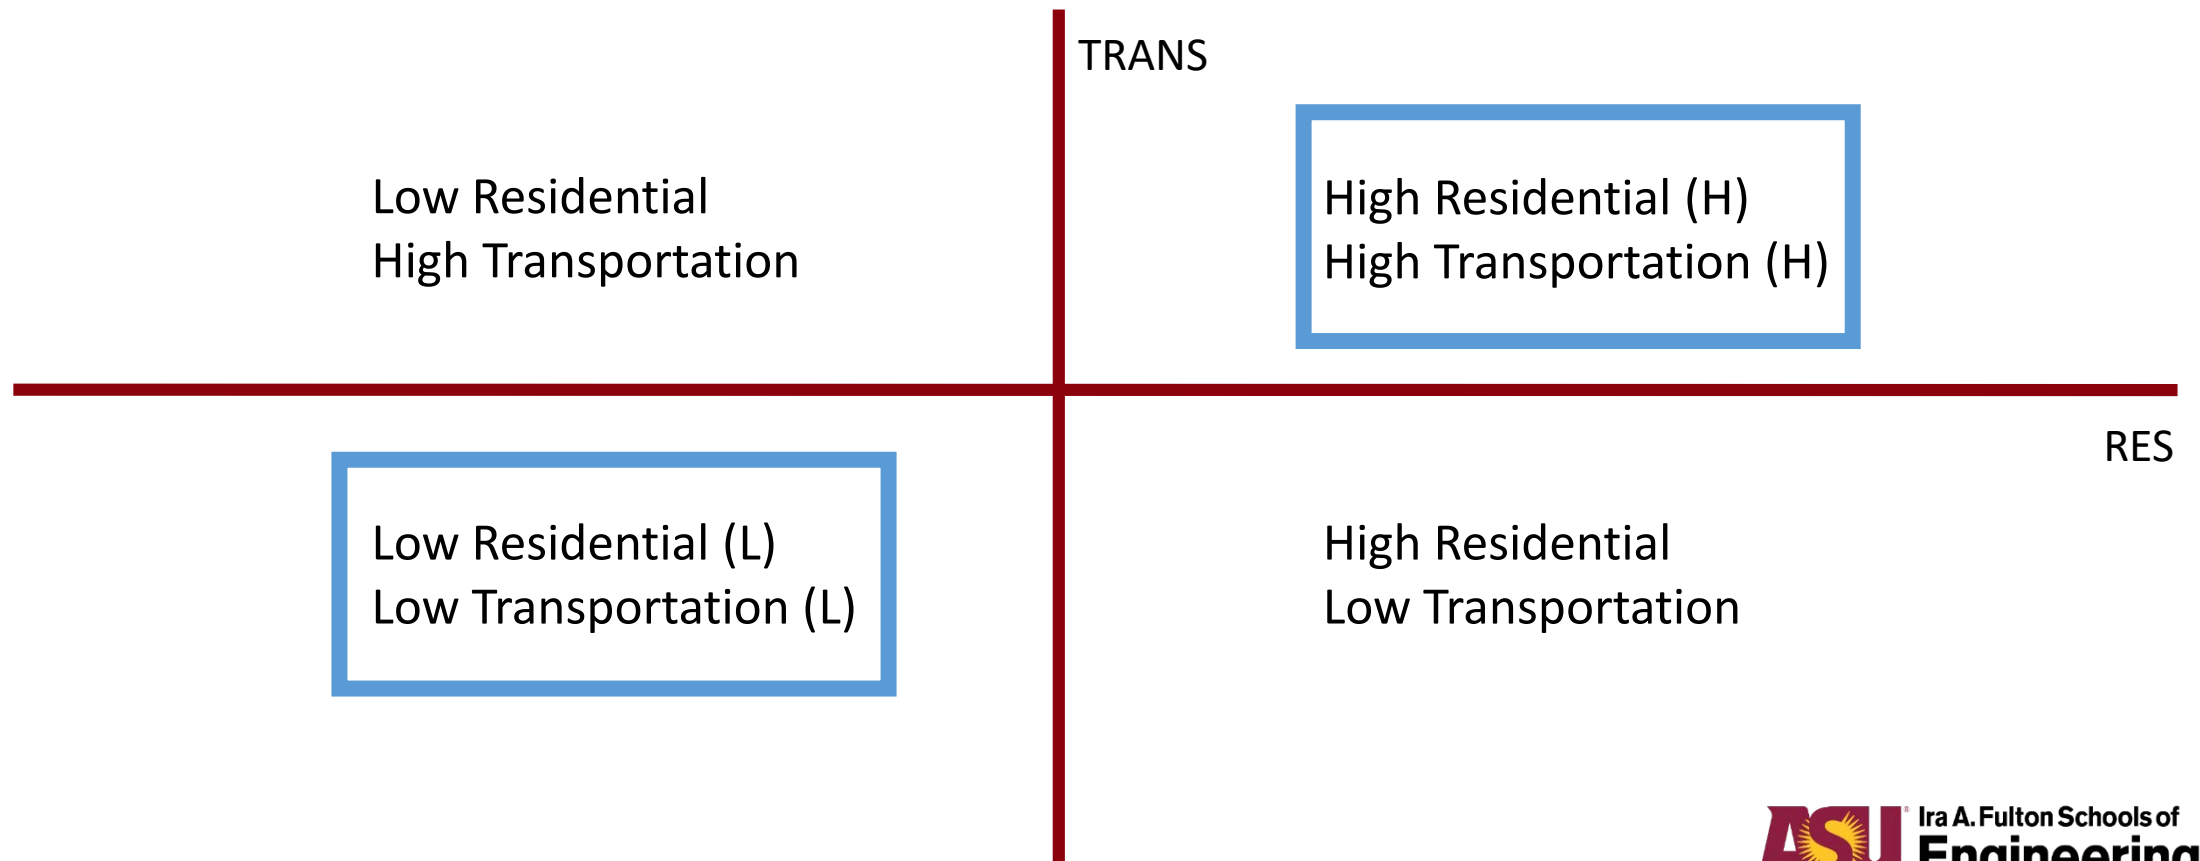 TRANS
Low Residential
High Transportation
High Residential (H)
High Transportation (H)
RES
Low Residential (L)
Low Transportation (L)
High Residential
Low Transportation
ASU
Ira A. Fulton Schools of
Engineering